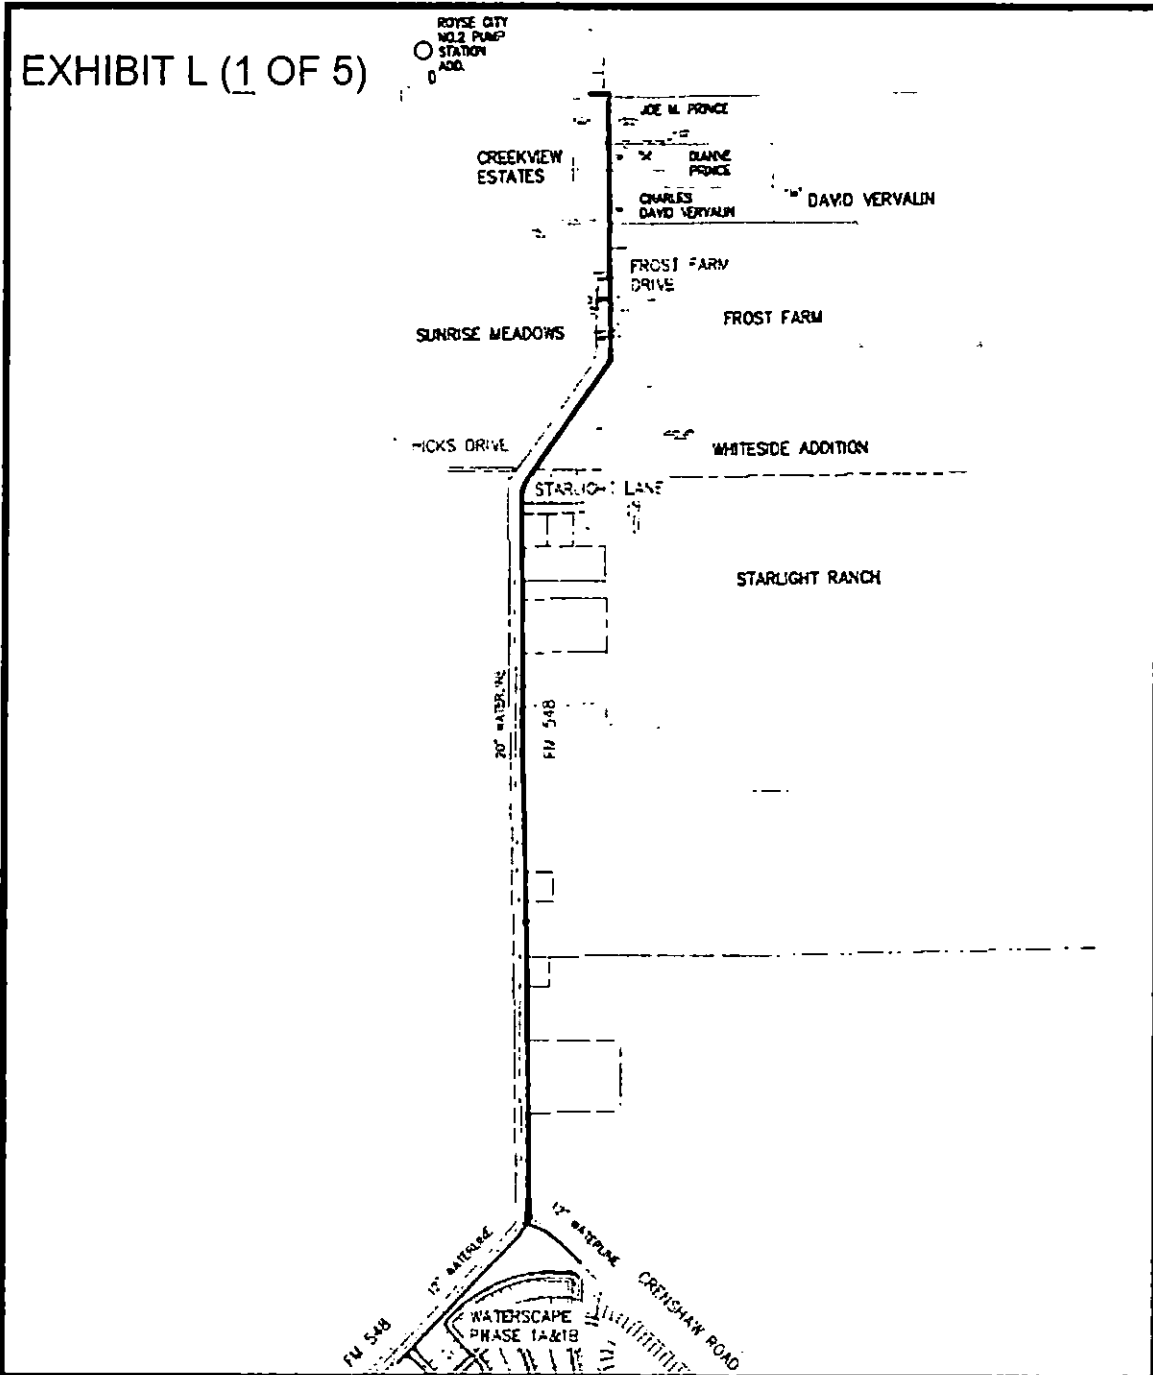 EXHIBIT L (1 OF 5)
ROYSE CITY
NO.2 PUMP
STATION
ADD.
JOE M. PRINCE
CREEKVIEW
ESTATES
DIANNE
PRINCE
CHARLES
DAVID VERVALIN
DAVID VERVALIN
FROST FARM
DRIVE
FROST FARM
SUNRISE MEADOWS
HICKS DRIVE
WHITESIDE ADDITION
STARLIGHT LANE
STARLIGHT RANCH
20" WATERLINE
FM 548
12" WATERLINE
12" WATERLINE
CRENSHAW ROAD
WATERSCAPE
PHASE 1A&1B
FM 548